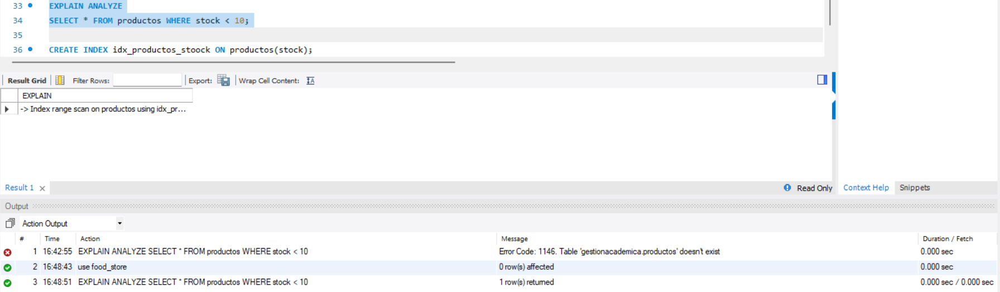 33 EXPLAIN ANALYZE
34 SELECT * FROM productos WHERE stock < 10;
35
36 CREATE INDEX idx_productos_stoock ON productos(stock);
Result Grid Filter Rows: Export: Wrap Cell Content:
EXPLAIN
-> Index range scan on productos using idx_pr...
Result 1 Read Only Context Help Snippets
Output
Action Output
# Time Action Message Duration / Fetch
1 16:42:55 EXPLAIN ANALYZE SELECT * FROM productos WHERE stock < 10 Error Code: 1146. Table 'gestionacademica.productos' doesn't exist 0.000 sec
2 16:48:43 use food_store 0 row(s) affected 0.000 sec
3 16:48:51 EXPLAIN ANALYZE SELECT * FROM productos WHERE stock < 10 1 row(s) returned 0.000 sec / 0.000 sec